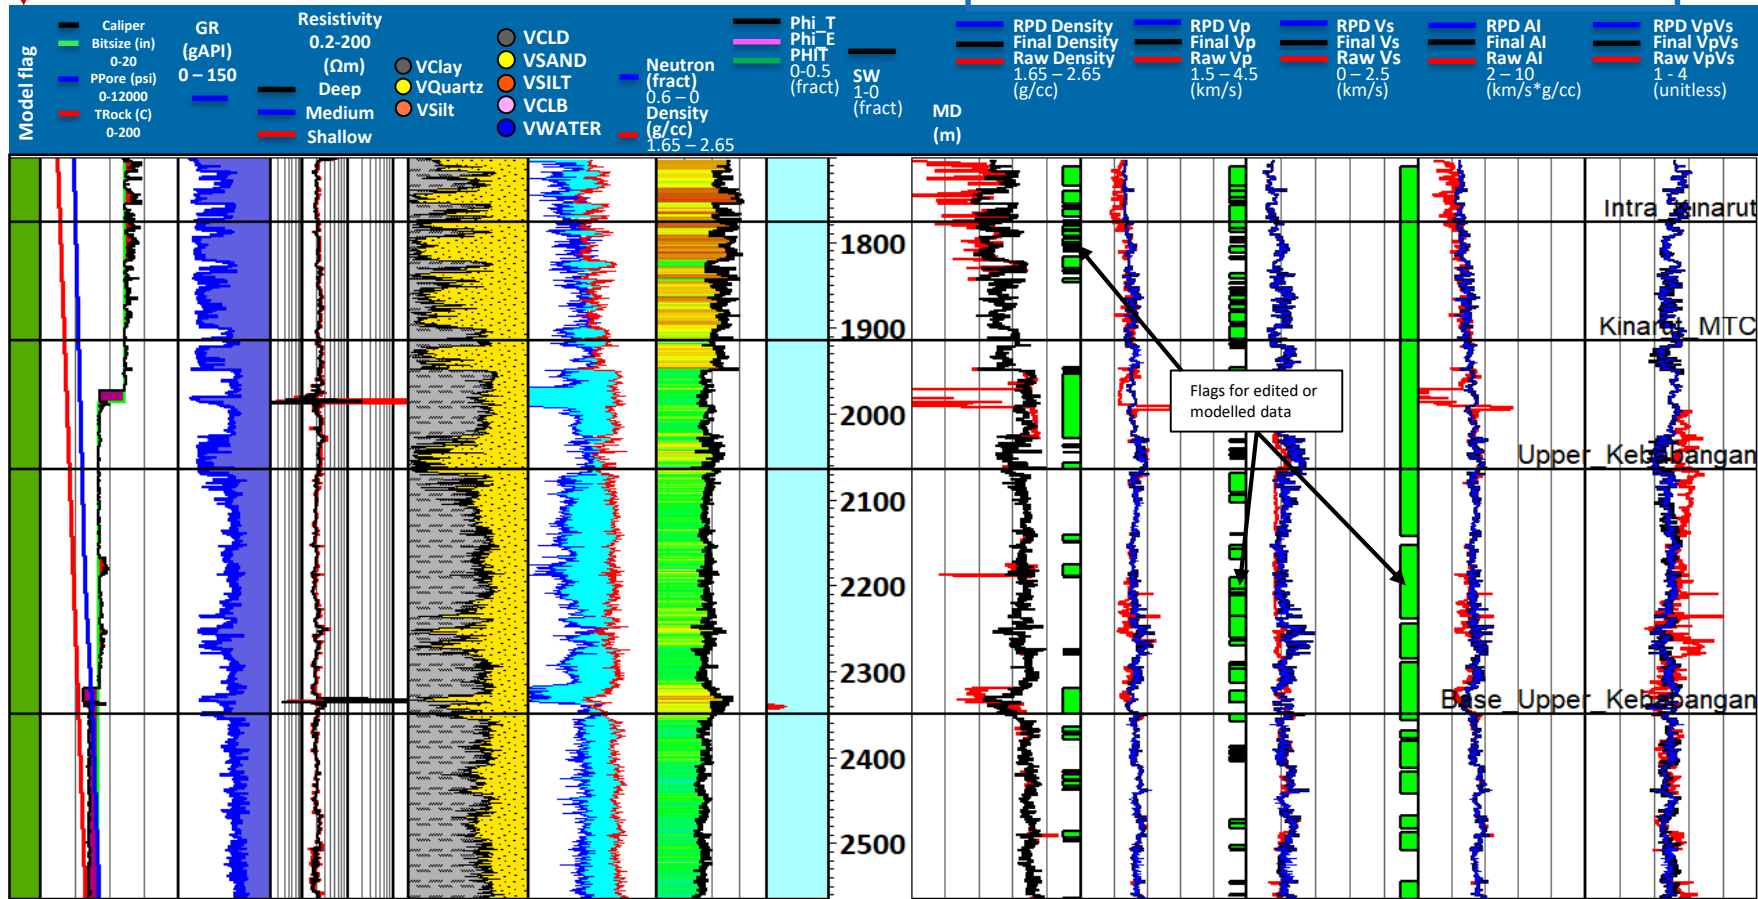 Model flag
Caliper
Bitsize (in)
0-20
PPore (psi)
0-12000
TRock (C)
0-200
GR
(gAPI)
0 – 150
Resistivity
0.2-200
(Ωm)
Deep
Medium
Shallow
VClay
VQuartz
VSilt
VCLD
VSAND
VSILT
VCLB
VWATER
Neutron
(fract)
0.6 – 0
Density
(g/cc)
1.65 – 2.65
Phi_T
Phi_E
PHIT
0-0.5
(fract)
SW
1-0
(fract)
MD
(m)
RPD Density
Final Density
Raw Density
1.65 – 2.65
(g/cc)
RPD Vp
Final Vp
Raw Vp
1.5 – 4.5
(km/s)
RPD Vs
Final Vs
Raw Vs
0 – 2.5
(km/s)
RPD AI
Final AI
Raw AI
2 – 10
(km/s*g/cc)
RPD VpVs
Final VpVs
Raw VpVs
1 - 4
(unitless)
Intra_Kinarut
1800
1900
Kinarut_MTC
Flags for edited or
modelled data
2000
Upper_Kebabangan
2100
2200
2300
Base_Upper_Kebabangan
2400
2500